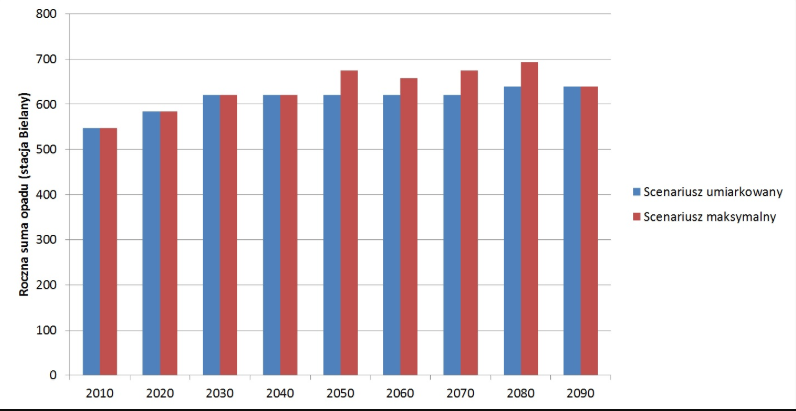 800
700
600
500
400
300
200
100
0
Roczna suma opadu (stacja Bielany)
2010 2020 2030 2040 2050 2060 2070 2080 2090
Scenariusz umiarkowany
Scenariusz maksymalny